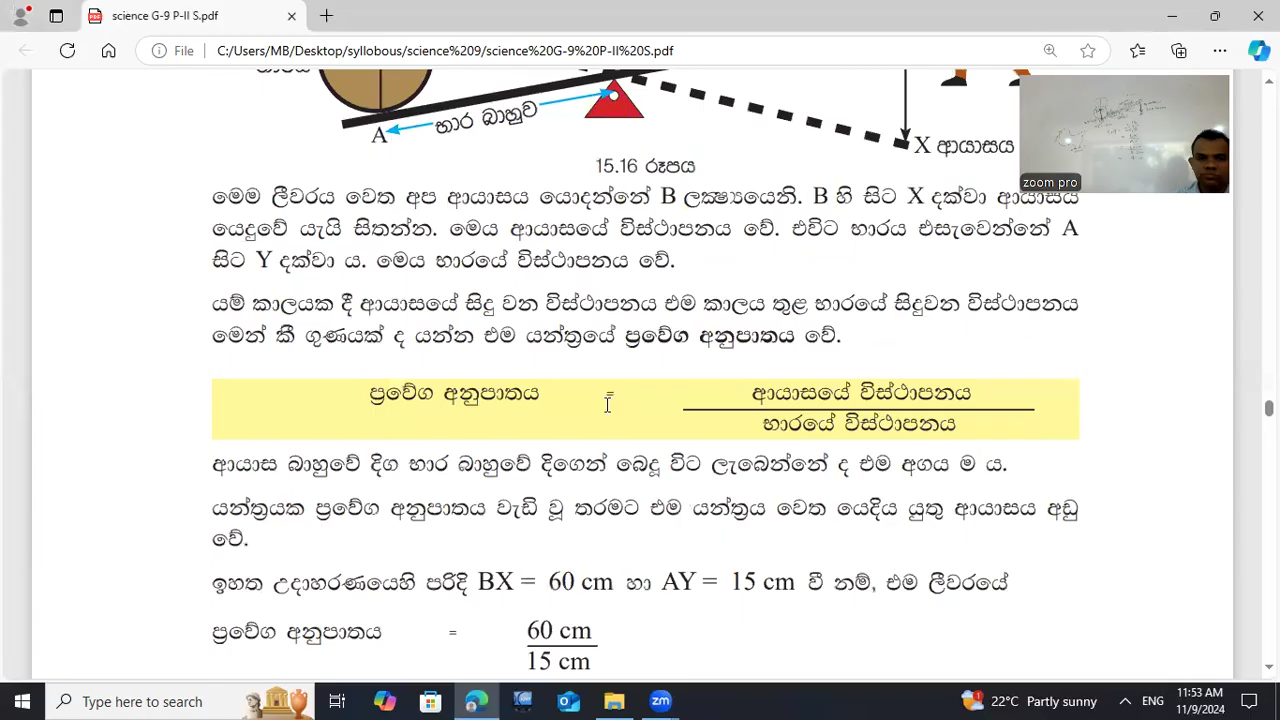 science G-9 P-II S.pdf
File
C:/Users/MB/Desktop/syllobous/science%209/science%20G-9%20P-II%20S.pdf
භාර බාහුව
A
X ආයාසය
15.16 රූපය
zoom pro
මෙම ලීවරය වෙත අප ආයාසය යොදන්නේ B ලක්ෂ්‍යයෙනි. B හි සිට X දක්වා ආයාසය
යෙදුවේ යැයි සිතන්න. මෙය ආයාසයේ විස්ථාපනය වේ. එවිට භාරය එසැවෙන්නේ A
සිට Y දක්වා ය. මෙය භාරයේ විස්ථාපනය වේ.
යම් කාලයක දී ආයාසයේ සිදු වන විස්ථාපනය එම කාලය තුළ භාරයේ සිදුවන විස්ථාපනය
මෙන් කී ගුණයක් ද යන්න එම යන්ත්‍රයේ ප්‍රවේග අනුපාතය වේ.
ප්‍රවේග අනුපාතය = ආයාසයේ විස්ථාපනය
භාරයේ විස්ථාපනය
ආයාස බාහුවේ දිග භාර බාහුවේ දිගෙන් බෙදූ විට ලැබෙන්නේ ද එම අගය ම ය.
යන්ත්‍රයක ප්‍රවේග අනුපාතය වැඩි වූ තරමට එම යන්ත්‍රය වෙත යෙදිය යුතු ආයාසය අඩු
වේ.
ඉහත උදාහරණයෙහි පරිදි BX = 60 cm හා AY = 15 cm වී නම්, එම ලීවරයේ
ප්‍රවේග අනුපාතය = 60 cm
15 cm
Type here to search
zm
22°C Partly sunny
ENG
11:53 AM
11/9/2024